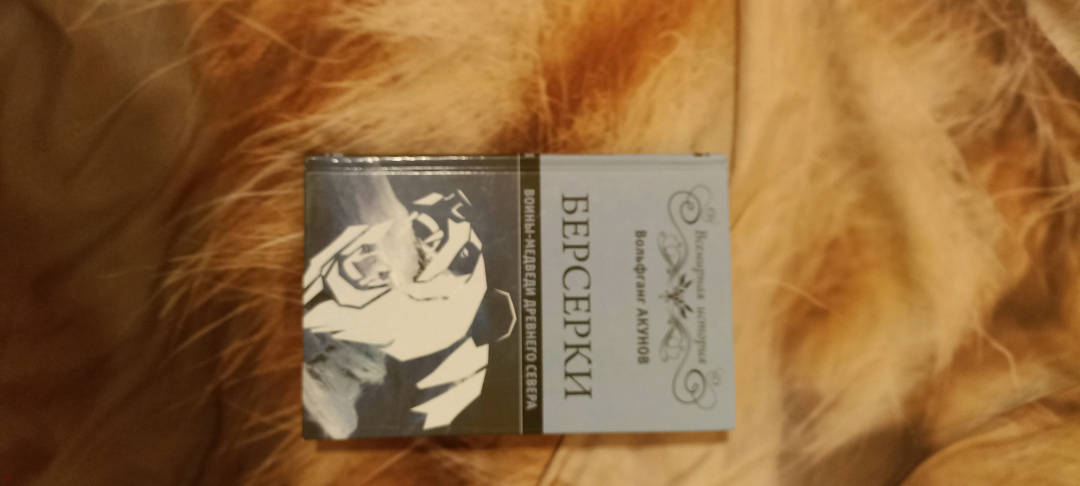 Всемирная история
Вольфганг АКУНОВ
БЕРСЕРКИ
ВОИНЫ-МЕДВЕДИ ДРЕВНЕГО СЕВЕРА